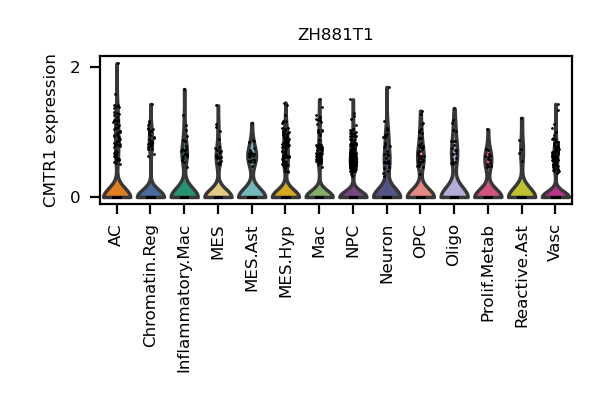 ZH881T1
CMTR1 expression
2
0
AC
Chromatin.Reg
Inflammatory.Mac
MES
MES.Ast
MES.Hyp
Mac
NPC
Neuron
OPC
Oligo
Prolif.Metab
Reactive.Ast
Vasc